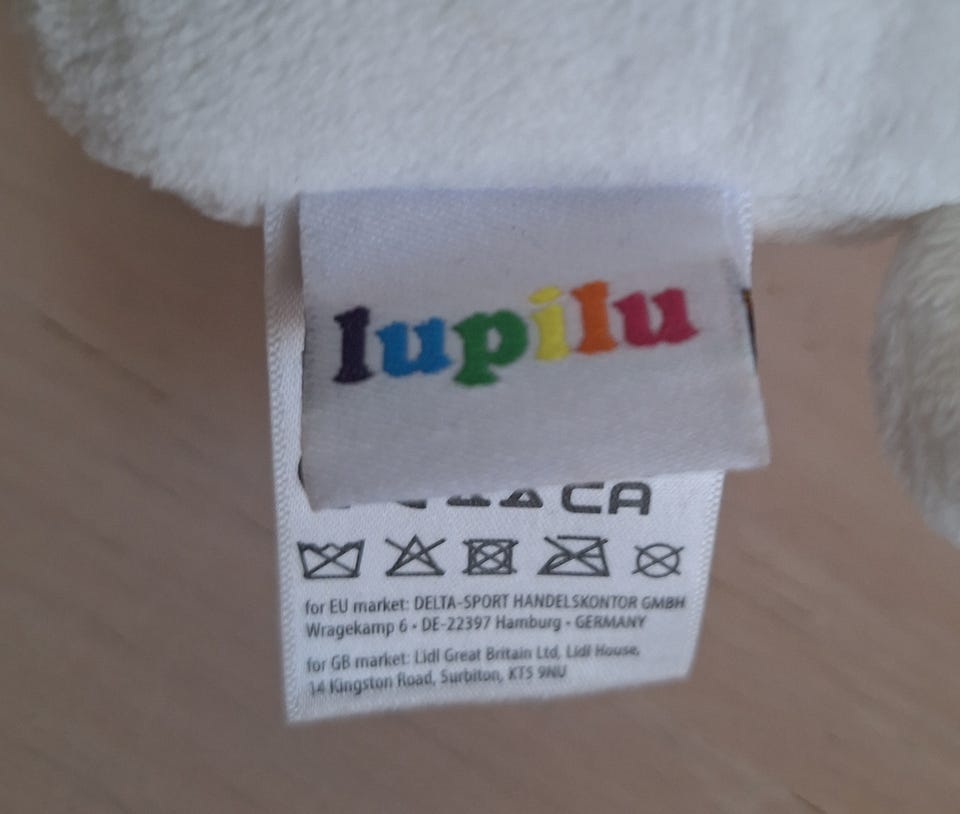 lupilu
CA
for EU market: DELTA-SPORT HANDELSKONTOR GMBH
Wragekamp 6 • DE-22397 Hamburg • GERMANY
for GB market: Lidl Great Britain Ltd, Lidl House,
14 Kingston Road, Surbiton, KT5 9NU